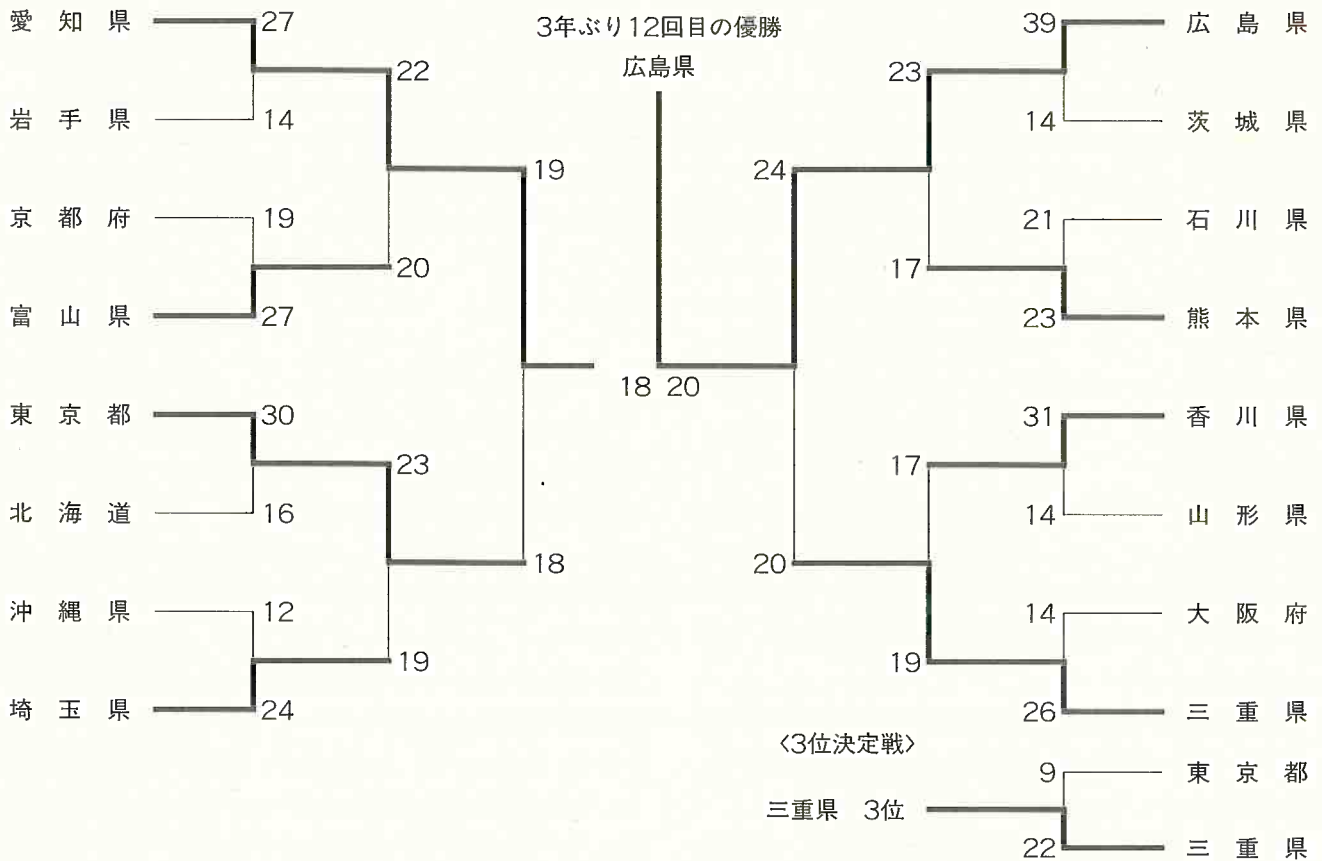 3年ぶり12回目の優勝
広島県
愛知県 27
22
岩手県 14
19
京都府 19
20
富山県 27
18 20
東京都 30
23
北海道 16
18
沖縄県 12
19
埼玉県 24
39 広島県
23
14 茨城県
24
21 石川県
17
23 熊本県
31 香川県
17
14 山形県
20
14 大阪府
19
26 三重県
〈3位決定戦〉
9 東京都
三重県 3位
22 三重県